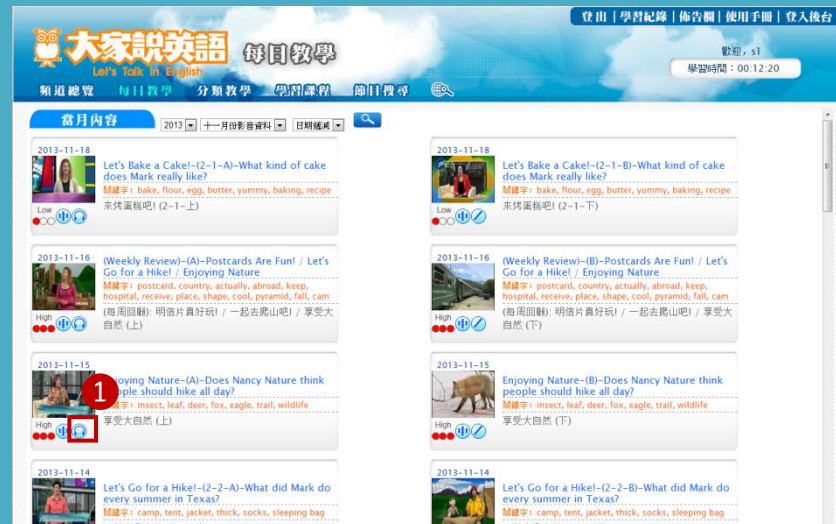 登出 | 學習紀錄 | 佈告欄 | 使用手冊 | 登入後台
大家說英語 每日教學
Let's Talk in English
歡迎, s1
學習時間：00:12:20
頻道總覽 每日教學 分類教學 學習課程 節目搜尋
當月內容 2013 十一月份影音資料 日期遞減
2013-11-18
Let's Bake a Cake!-(2-1-A)-What kind of cake
does Mark really like?
關鍵字: bake, flour, egg, butter, yummy, baking, recipe
來烤蛋糕吧! (2-1-上)
Low 中
2013-11-18
Let's Bake a Cake!-(2-1-B)-What kind of cake
does Mark really like?
關鍵字: bake, flour, egg, butter, yummy, baking, recipe
來烤蛋糕吧! (2-1-下)
Low 中
2013-11-16
(Weekly Review)-(A)-Postcards Are Fun! / Let's
Go for a Hike! / Enjoying Nature
關鍵字: postcard, country, actually, abroad, keep,
hospital, receive, place, shape, cool, pyramid, fall, cam
(每周回顧): 明信片真好玩! / 一起去爬山吧! / 享受大
自然 (上)
High 中
2013-11-16
(Weekly Review)-(B)-Postcards Are Fun! / Let's
Go for a Hike! / Enjoying Nature
關鍵字: postcard, country, actually, abroad, keep,
hospital, receive, place, shape, cool, pyramid, fall, cam
(每周回顧): 明信片真好玩! / 一起去爬山吧! / 享受大
自然 (下)
High 中
2013-11-15
1
joying Nature-(A)-Does Nancy Nature think
ple should hike all day?
字: insect, leaf, deer, fox, eagle, trail, wildlife
享受大自然 (上)
High 中
2013-11-15
Enjoying Nature-(B)-Does Nancy Nature think
people should hike all day?
關鍵字: insect, leaf, deer, fox, eagle, trail, wildlife
享受大自然 (下)
High 中
2013-11-14
Let's Go for a Hike!-(2-2-A)-What did Mark do
every summer in Texas?
關鍵字: camp, tent, jacket, thick, socks, sleeping bag
2013-11-14
Let's Go for a Hike!-(2-2-B)-What did Mark do
every summer in Texas?
關鍵字: camp, tent, jacket, thick, socks, sleeping bag